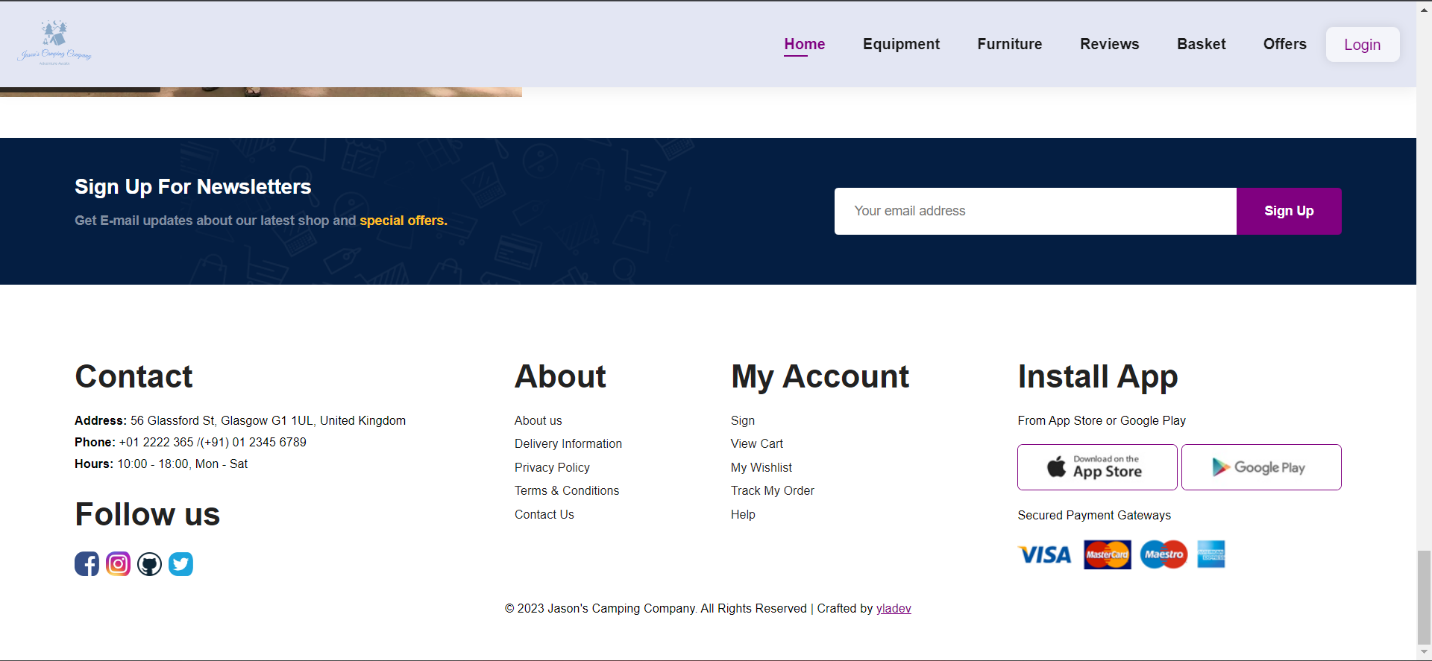 Jason's Camping Company
Home
Equipment
Furniture
Reviews
Basket
Offers
Login
Sign Up For Newsletters
Get E-mail updates about our latest shop and special offers.
Your email address
Sign Up
Contact
Address: 56 Glassford St, Glasgow G1 1UL, United Kingdom
Phone: +01 2222 365 /(+91) 01 2345 6789
Hours: 10:00 - 18:00, Mon - Sat
Follow us
About
About us
Delivery Information
Privacy Policy
Terms & Conditions
Contact Us
My Account
Sign
View Cart
My Wishlist
Track My Order
Help
Install App
From App Store or Google Play
Download on the
App Store
Google Play
Secured Payment Gateways
VISA
MasterCard
Maestro
© 2023 Jason's Camping Company. All Rights Reserved | Crafted by yladev